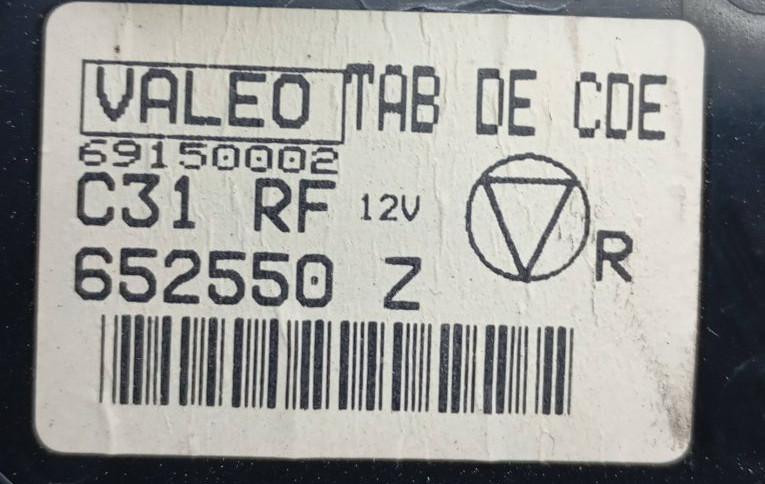 VALEO TAB DE CDE
69150002
C31 RF 12V
R
652550 Z